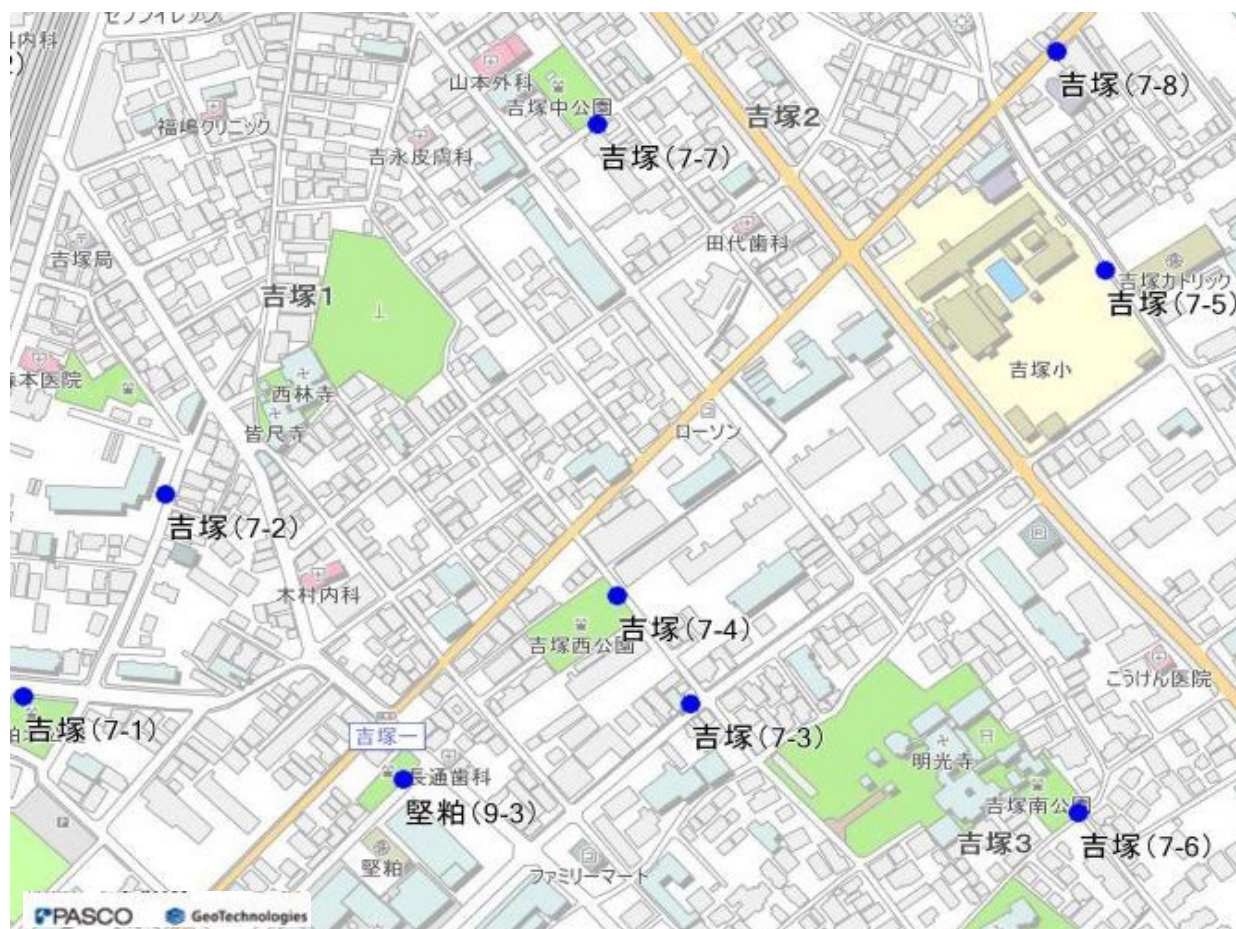 山本外科
吉塚(7-8)
吉塚中公園
福嶋クリニック
吉塚2
吉永皮膚科
吉塚(7-7)
田代歯科
吉塚局
吉塚カトリック
吉塚1
吉塚(7-5)
吉塚小
西林寺
本医院
ローソン
吉塚(7-2)
木村内科
吉塚(7-4)
吉塚西公園
こうけん医院
吉塚(7-1)
吉塚一
吉塚(7-3)
明光寺
長通歯科
堅粕(9-3)
吉塚南公園
吉塚3
吉塚(7-6)
堅粕
ファミリーマート
PASCO
GeoTechnologies